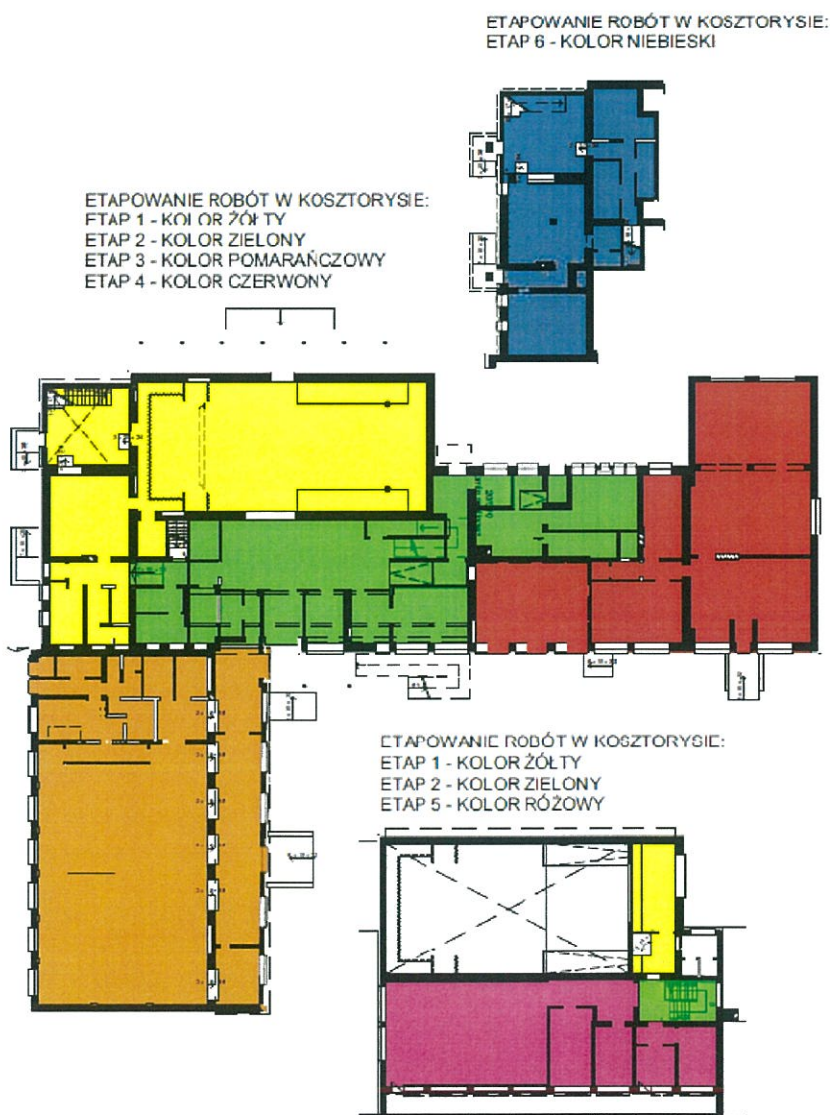 ETAPOWANIE ROBÓT W KOSZTORYSIE:
ETAP 6 - KOLOR NIEBIESKI
ETAPOWANIE ROBÓT W KOSZTORYSIE:
ETAP 1 - KOLOR ŻÓŁTY
ETAP 2 - KOLOR ZIELONY
ETAP 3 - KOLOR POMARAŃCZOWY
ETAP 4 - KOLOR CZERWONY
ETAPOWANIE ROBÓT W KOSZTORYSIE:
ETAP 1 - KOLOR ŻÓŁTY
ETAP 2 - KOLOR ZIELONY
ETAP 5 - KOLOR RÓŻOWY